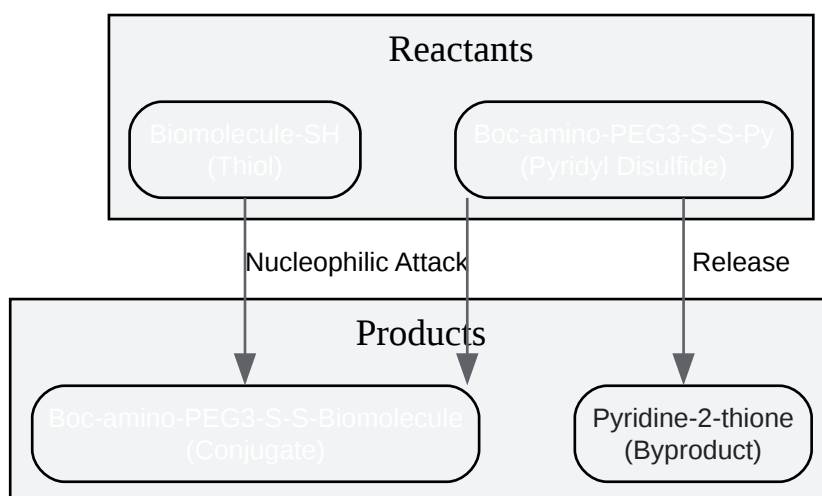 Reactants
Biomolecule-SH
(Thiol)
Boc-amino-PEG3-S-S-Py
(Pyridyl Disulfide)
Nucleophilic Attack
Release
Products
Boc-amino-PEG3-S-S-Biomolecule
(Conjugate)
Pyridine-2-thione
(Byproduct)